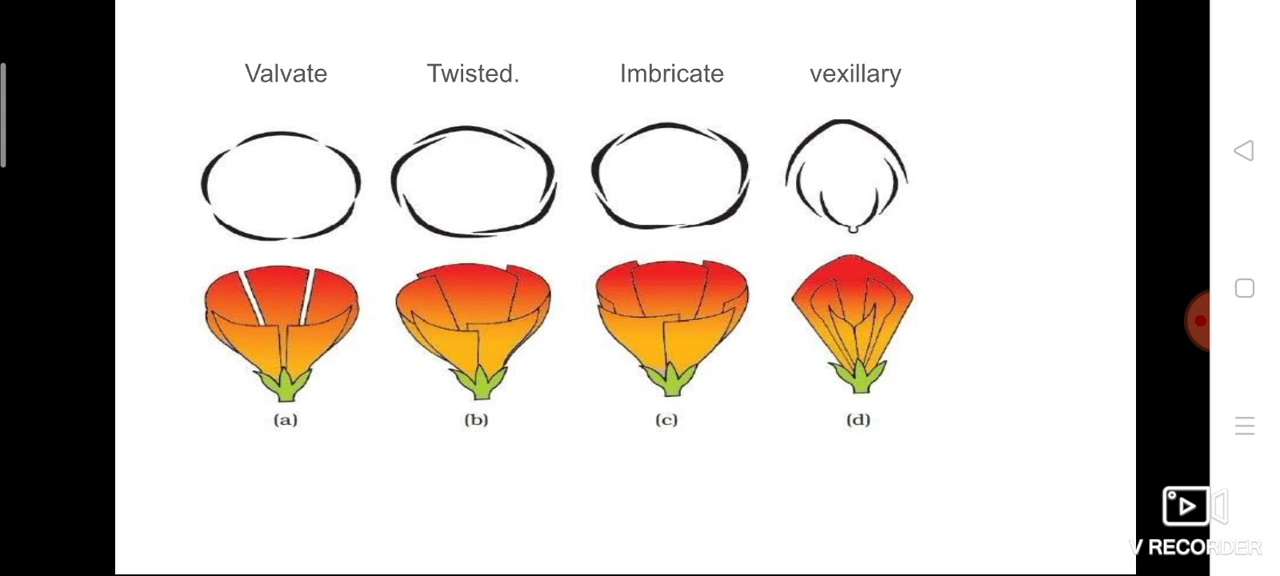 Valvate Twisted. Imbricate vexillary
(a) (b) (c) (d)
V RECORDER